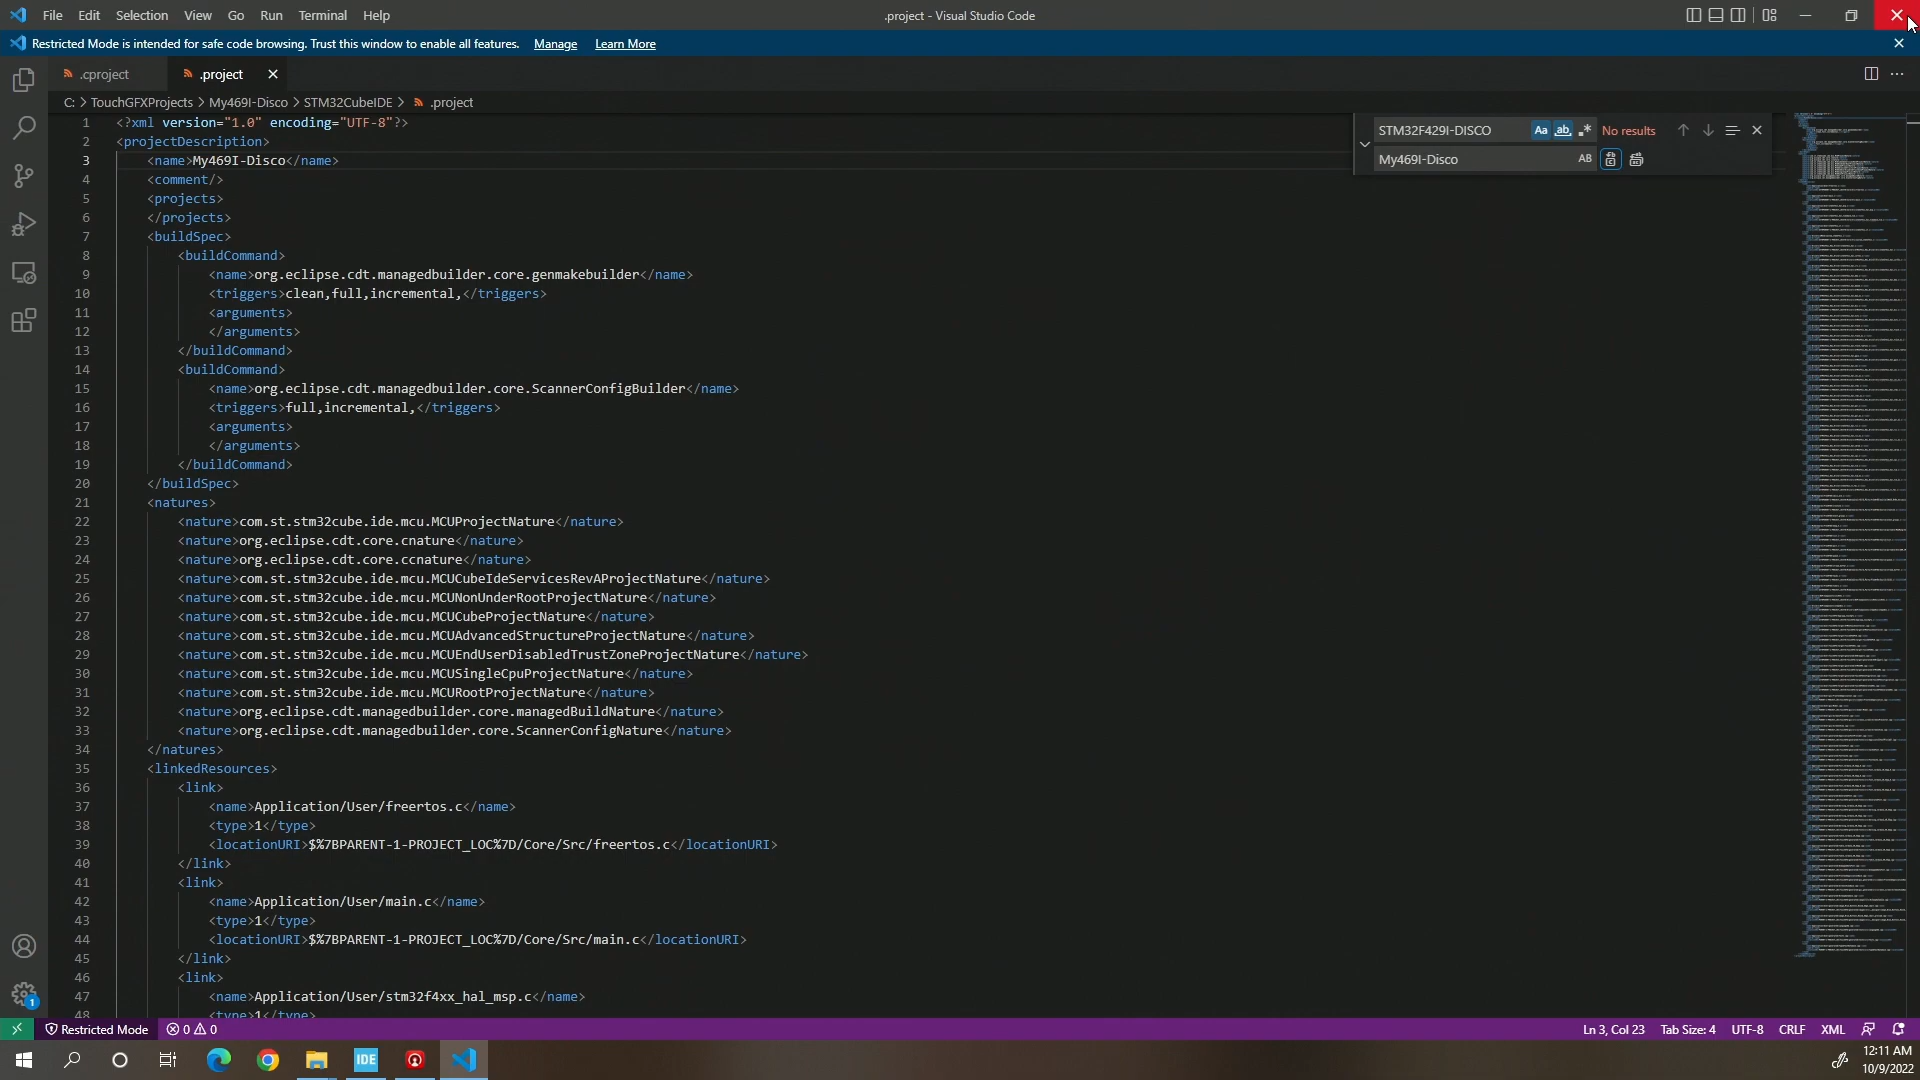 File Edit Selection View Go Run Terminal Help
.project - Visual Studio Code
Restricted Mode is intended for safe code browsing. Trust this window to enable all features. Manage Learn More
.cproject .project
C: > TouchGFXProjects > My469I-Disco > STM32CubeIDE > .project
STM32F429I-DISCO Aa ab .* No results
My469I-Disco AB
1 <?xml version="1.0" encoding="UTF-8"?>
2 <projectDescription>
3 <name>My469I-Disco</name>
4 <comment/>
5 <projects>
6 </projects>
7 <buildSpec>
8 <buildCommand>
9 <name>org.eclipse.cdt.managedbuilder.core.genmakebuilder</name>
10 <triggers>clean,full,incremental,</triggers>
11 <arguments>
12 </arguments>
13 </buildCommand>
14 <buildCommand>
15 <name>org.eclipse.cdt.managedbuilder.core.ScannerConfigBuilder</name>
16 <triggers>full,incremental,</triggers>
17 <arguments>
18 </arguments>
19 </buildCommand>
20 </buildSpec>
21 <natures>
22 <nature>com.st.stm32cube.ide.mcu.MCUProjectNature</nature>
23 <nature>org.eclipse.cdt.core.cnature</nature>
24 <nature>org.eclipse.cdt.core.ccnature</nature>
25 <nature>com.st.stm32cube.ide.mcu.MCUCubeIdeServicesRevAProjectNature</nature>
26 <nature>com.st.stm32cube.ide.mcu.MCUNonUnderRootProjectNature</nature>
27 <nature>com.st.stm32cube.ide.mcu.MCUCubeProjectNature</nature>
28 <nature>com.st.stm32cube.ide.mcu.MCUAdvancedStructureProjectNature</nature>
29 <nature>com.st.stm32cube.ide.mcu.MCUEndUserDisabledTrustZoneProjectNature</nature>
30 <nature>com.st.stm32cube.ide.mcu.MCUSingleCpuProjectNature</nature>
31 <nature>com.st.stm32cube.ide.mcu.MCURootProjectNature</nature>
32 <nature>org.eclipse.cdt.managedbuilder.core.managedBuildNature</nature>
33 <nature>org.eclipse.cdt.managedbuilder.core.ScannerConfigNature</nature>
34 </natures>
35 <linkedResources>
36 <link>
37 <name>Application/User/freertos.c</name>
38 <type>1</type>
39 <locationURI>$%7BPARENT-1-PROJECT_LOC%7D/Core/Src/freertos.c</locationURI>
40 </link>
41 <link>
42 <name>Application/User/main.c</name>
43 <type>1</type>
44 <locationURI>$%7BPARENT-1-PROJECT_LOC%7D/Core/Src/main.c</locationURI>
45 </link>
46 <link>
47 <name>Application/User/stm32f4xx_hal_msp.c</name>
48 <type>1</type>
1
Restricted Mode 0 0 Ln 3, Col 23 Tab Size: 4 UTF-8 CRLF XML
IDE
12:11 AM
10/9/2022